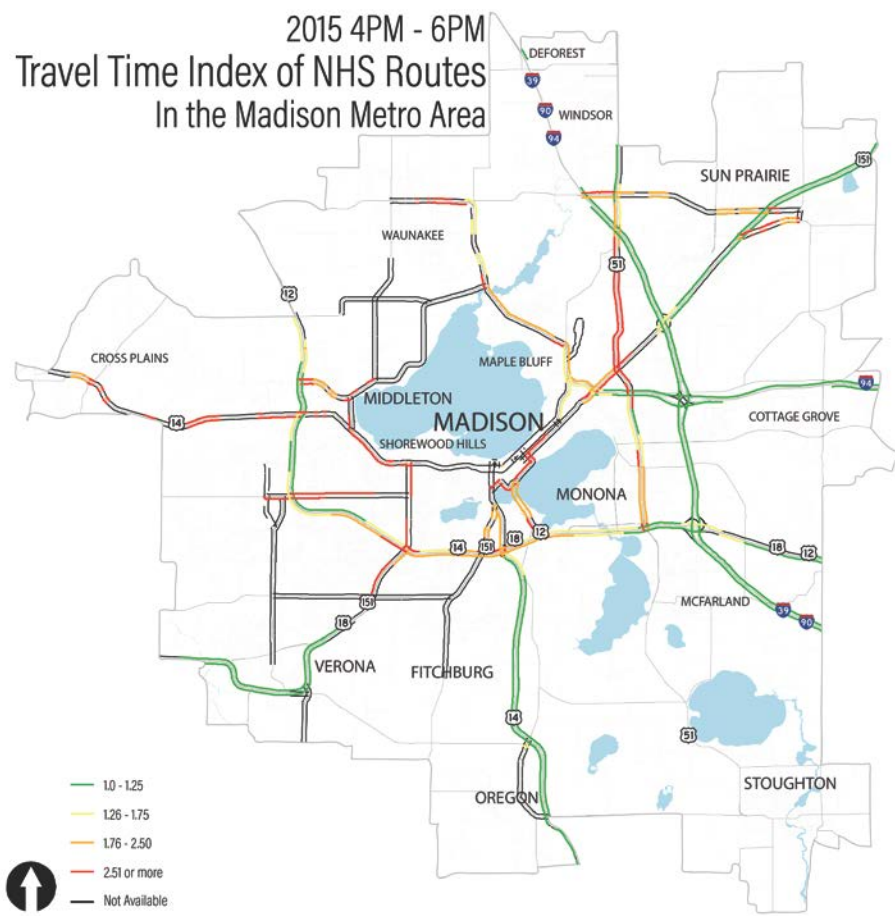 2015 4PM - 6PM
Travel Time Index of NHS Routes
In the Madison Metro Area
DEFOREST
39
90
WINDSOR
94
151
SUN PRAIRIE
WAUNAKEE
51
12
CROSS PLAINS
MAPLE BLUFF
94
MIDDLETON
14
MADISON
COTTAGE GROVE
SHOREWOOD HILLS
MONONA
12
18
14
151
18
12
MCFARLAND
151
39
90
18
VERONA
FITCHBURG
14
51
STOUGHTON
OREGON
1.0 - 1.25
1.26 - 1.75
1.76 - 2.50
2.51 or more
Not Available